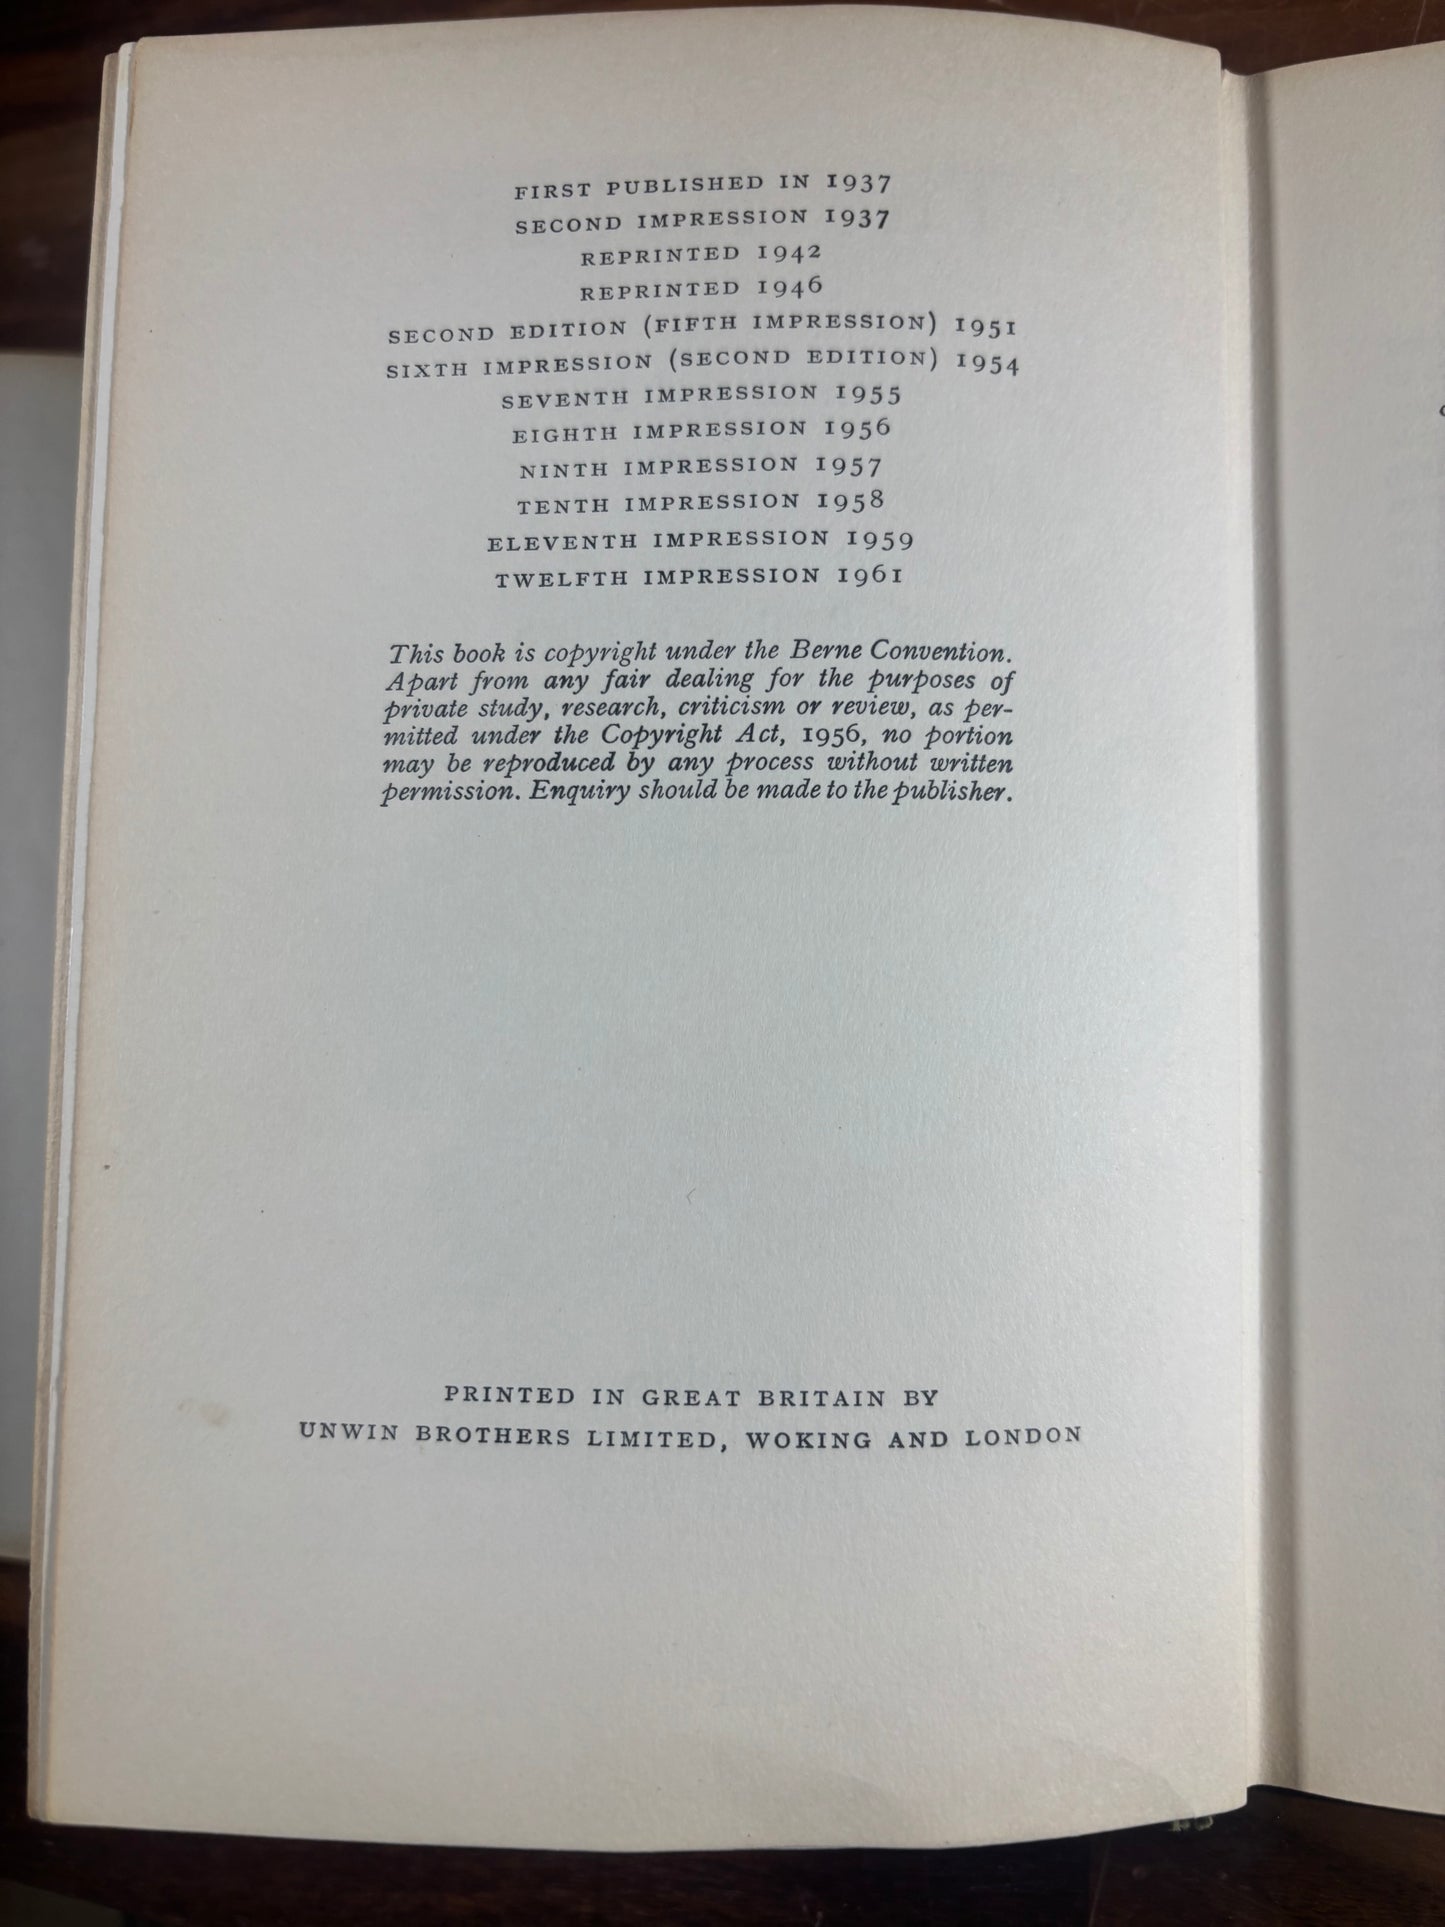 FIRST PUBLISHED IN 1937
SECOND IMPRESSION 1937
REPRINTED 1942
REPRINTED 1946
SECOND EDITION (FIFTH IMPRESSION) 1951
SIXTH IMPRESSION (SECOND EDITION) 1954
SEVENTH IMPRESSION 1955
EIGHTH IMPRESSION 1956
NINTH IMPRESSION 1957
TENTH IMPRESSION 1958
ELEVENTH IMPRESSION 1959
TWELFTH IMPRESSION 1961
This book is copyright under the Berne Convention.
Apart from any fair dealing for the purposes of
private study, research, criticism or review, as per-
mitted under the Copyright Act, 1956, no portion
may be reproduced by any process without written
permission. Enquiry should be made to the publisher.
PRINTED IN GREAT BRITAIN BY
UNWIN BROTHERS LIMITED, WOKING AND LONDON